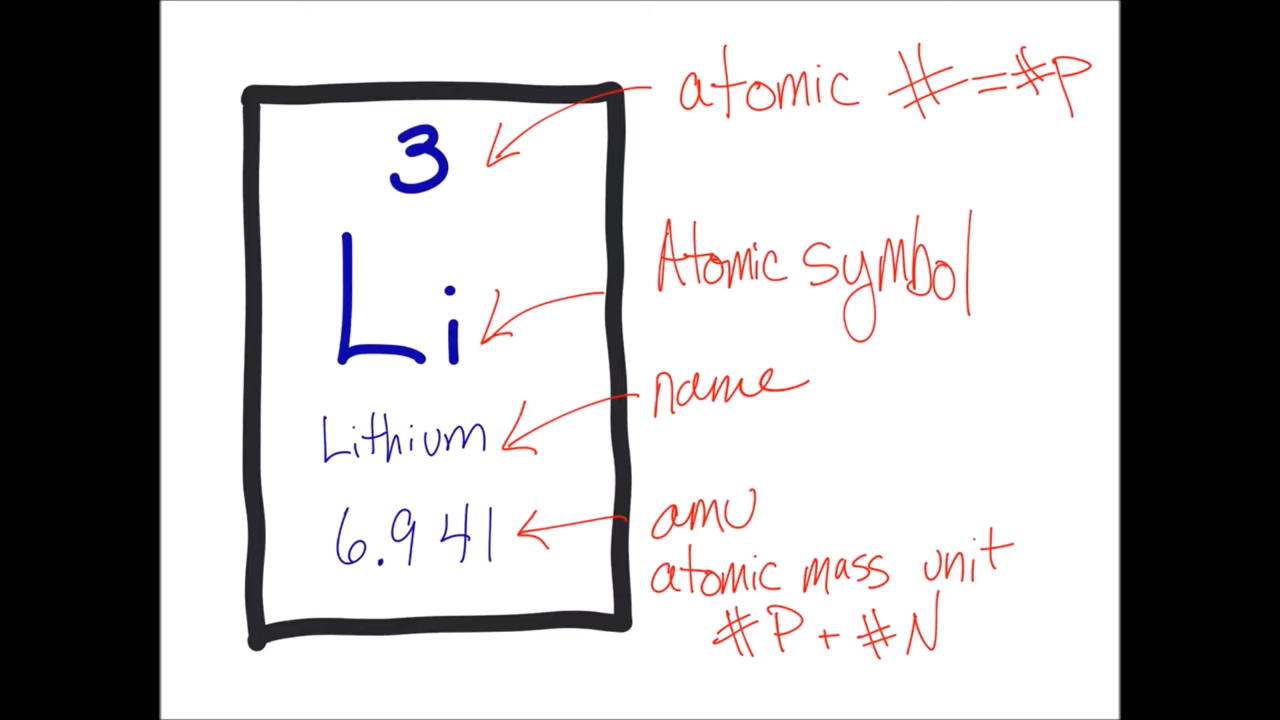 3
atomic # = #P
Li
Atomic symbol
Lithium
name
6.941
amu
atomic mass unit
#P + #N